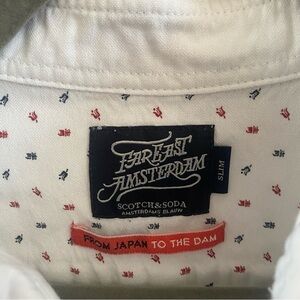 FAR EAST
AMSTERDAM
SCOTCH&SODA
AMSTERDAMS BLAUW
SLIM
FROM JAPAN TO THE DAM